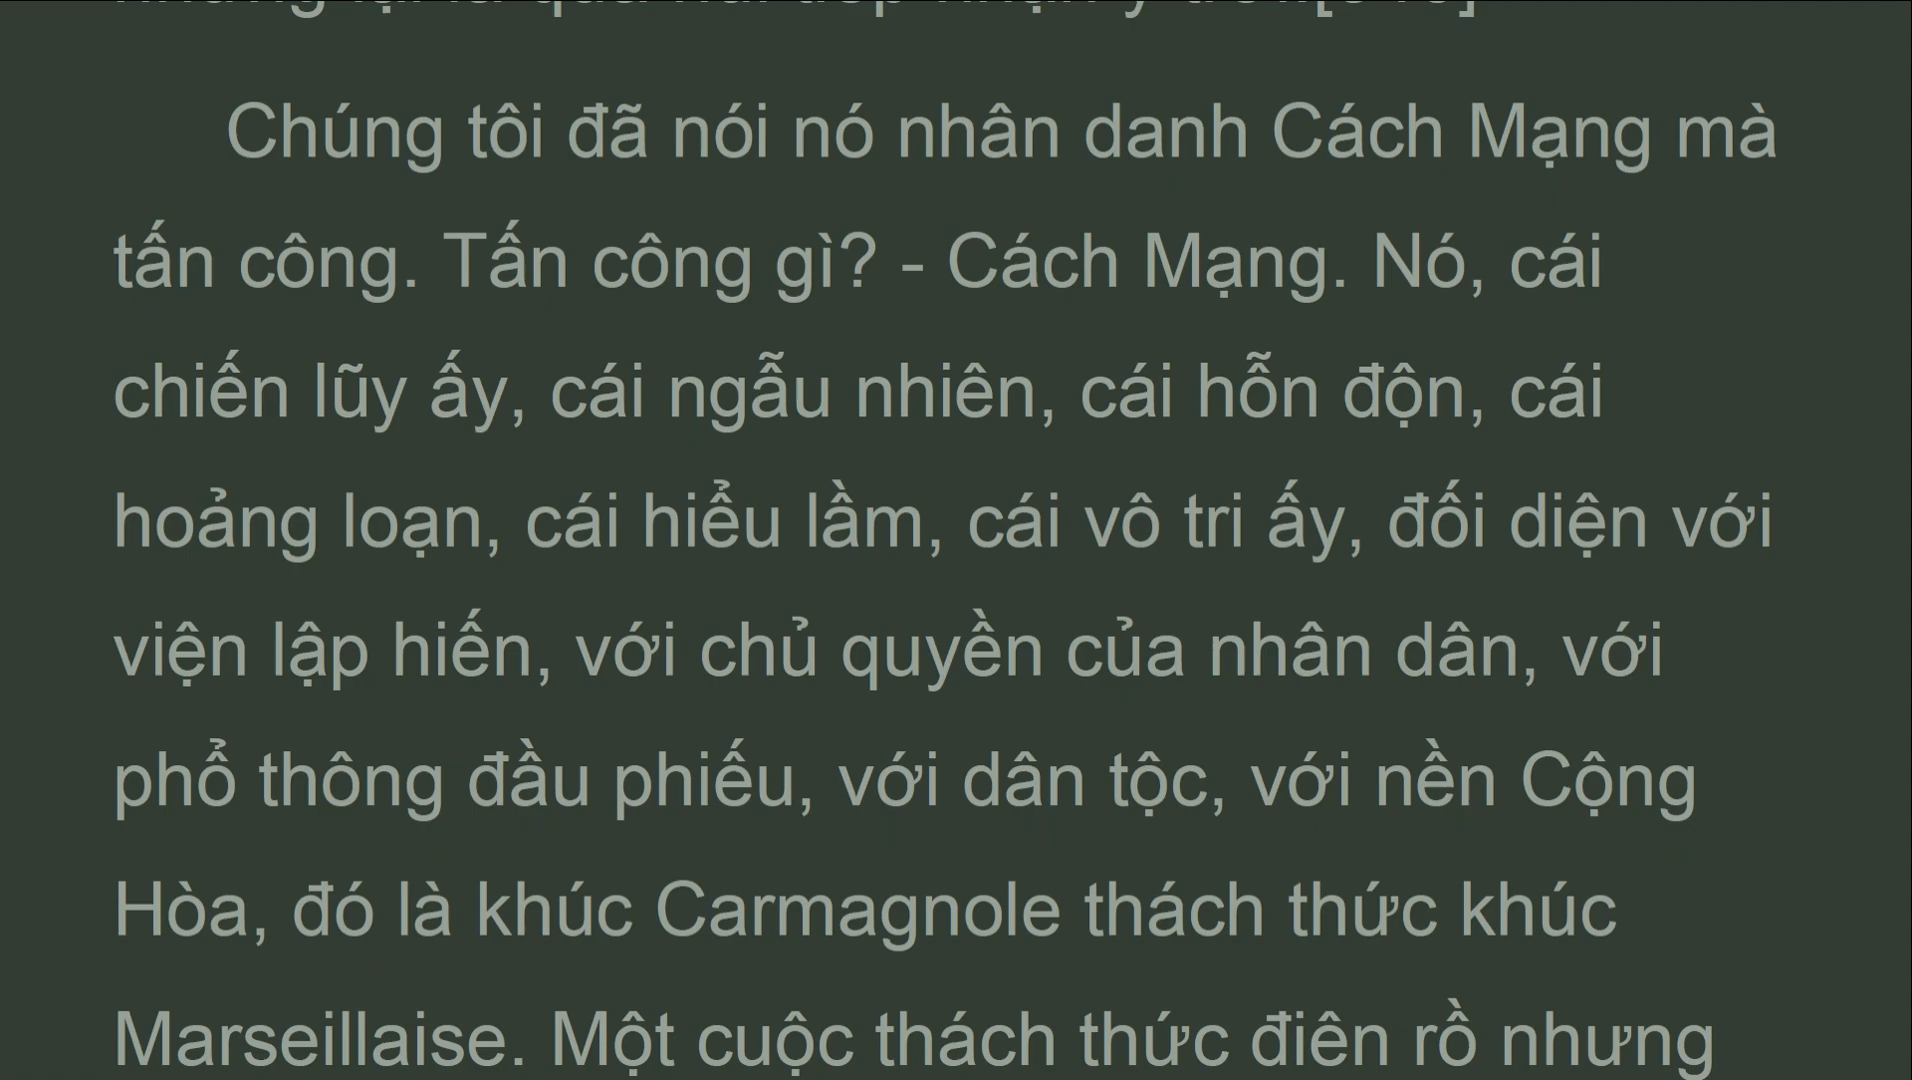 Chúng tôi đã nói nó nhân danh Cách Mạng mà
tấn công. Tấn công gì? - Cách Mạng. Nó, cái
chiến lũy ấy, cái ngẫu nhiên, cái hỗn độn, cái
hoảng loạn, cái hiểu lầm, cái vô tri ấy, đối diện với
viện lập hiến, với chủ quyền của nhân dân, với
phổ thông đầu phiếu, với dân tộc, với nền Cộng
Hòa, đó là khúc Carmagnole thách thức khúc
Marseillaise. Một cuộc thách thức điên rồ nhưng